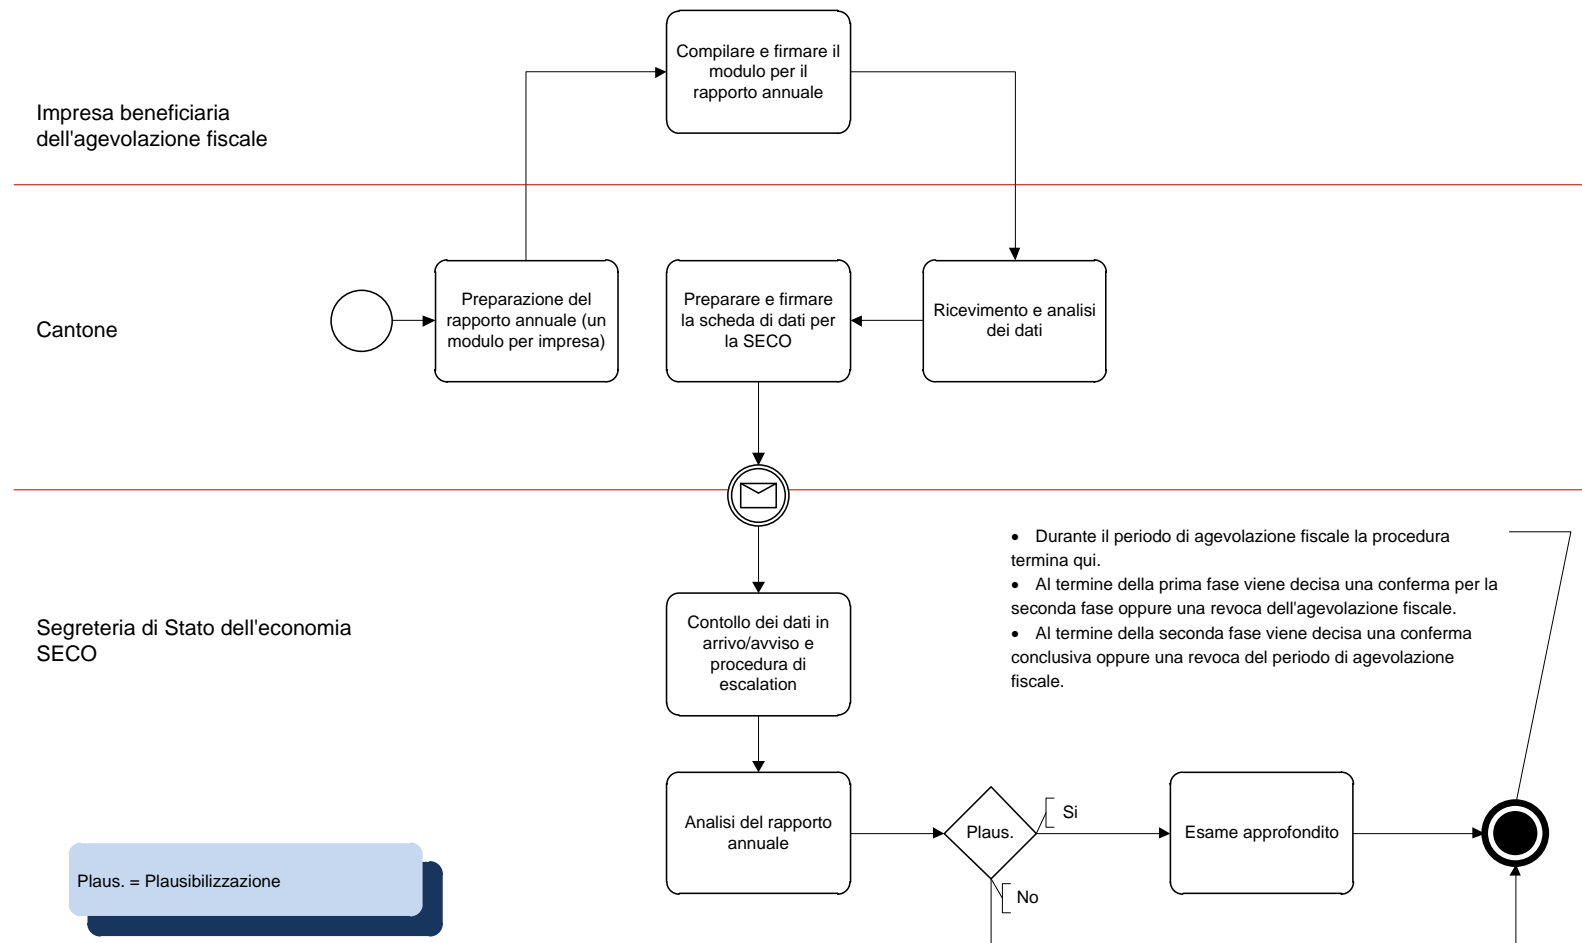 Compilare e firmare il
modulo per il
rapporto annuale
Impresa beneficiaria
dell'agevolazione fiscale
Cantone
Preparazione del
rapporto annuale (un
modulo per impresa)
Preparare e firmare
la scheda di dati per
la SECO
Ricevimento e analisi
dei dati
• Durante il periodo di agevolazione fiscale la procedura
termina qui.
• Al termine della prima fase viene decisa una conferma per la
seconda fase oppure una revoca dell'agevolazione fiscale.
• Al termine della seconda fase viene decisa una conferma
conclusiva oppure una revoca del periodo di agevolazione
fiscale.
Segreteria di Stato dell'economia
SECO
Contollo dei dati in
arrivo/avviso e
procedura di
escalation
Analisi del rapporto
annuale
Plaus.
Si
No
Esame approfondito
Plaus. = Plausibilizzazione